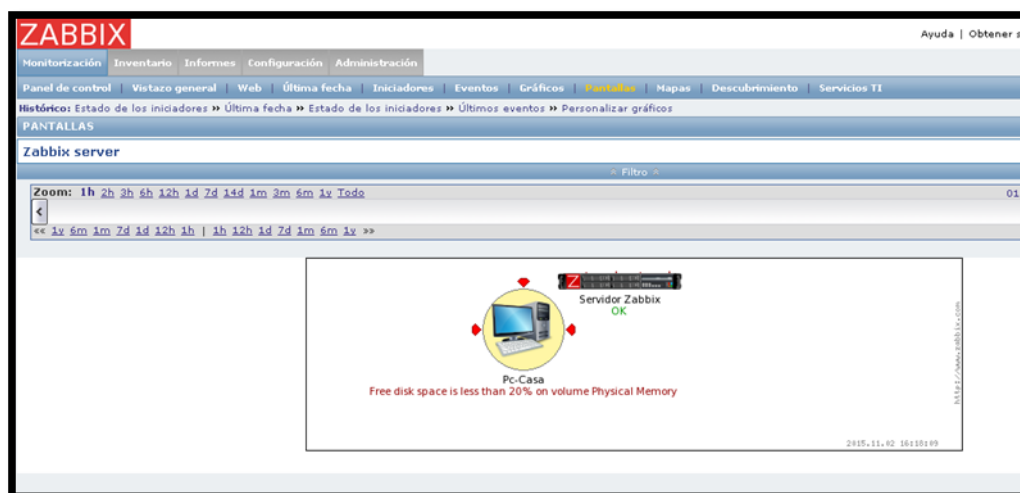 ZABBIX
Ayuda | Obtener s
Monitorización Inventario Informes Configuración Administración
Panel de control | Vistazo general | Web | Última fecha | Iniciadores | Eventos | Gráficos | Pantallas | Mapas | Descubrimiento | Servicios TI
Histórico: Estado de los iniciadores » Última fecha » Estado de los iniciadores » Últimos eventos » Personalizar gráficos
PANTALLAS
Zabbix server
Filtro
Zoom: 1h 2h 3h 6h 12h 1d 7d 14d 1m 3m 6m 1y Todo
01
<
«« 1y 6m 1m 7d 1d 12h 1h | 1h 12h 1d 7d 1m 6m 1y »»
Z
Servidor Zabbix
OK
Pc-Casa
Free disk space is less than 20% on volume Physical Memory
http://www.zabbix.com
2015.11.02 16:18:09